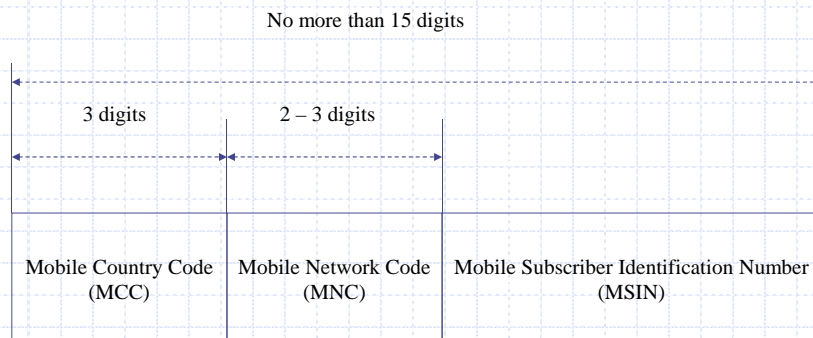 No more than 15 digits
3 digits
2 – 3 digits
Mobile Country Code
(MCC)
Mobile Network Code
(MNC)
Mobile Subscriber Identification Number
(MSIN)